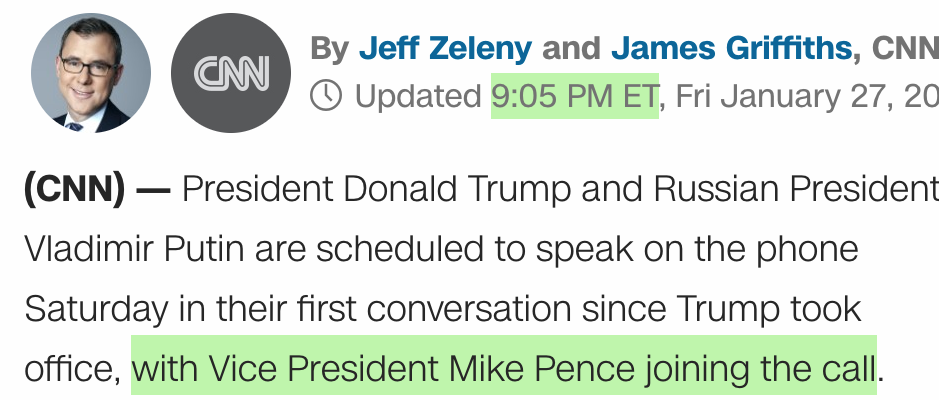 CNN
By Jeff Zeleny and James Griffiths, CNN
Updated 9:05 PM ET, Fri January 27, 20
(CNN) — President Donald Trump and Russian President
Vladimir Putin are scheduled to speak on the phone
Saturday in their first conversation since Trump took
office, with Vice President Mike Pence joining the call.